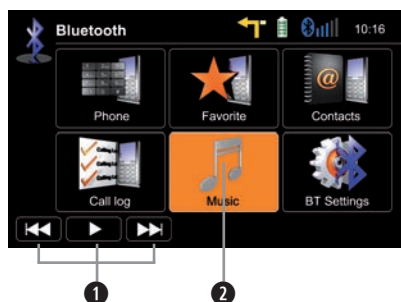 Bluetooth 10:16
Phone Favorite Contacts
Call log Music BT Settings
1 2